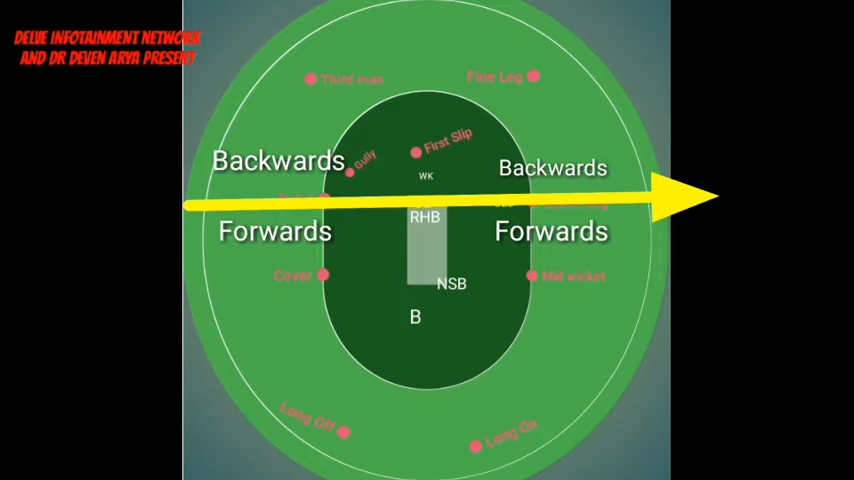 DELVE INFOTAINMENT NETWORK
AND DR DEVEN ARYA PRESENT
Third man
Fine Leg
First Slip
Gully
Backwards
Backwards
WK
RHB
Forwards
Forwards
Cover
Mid wicket
NSB
B
Long Off
Long On